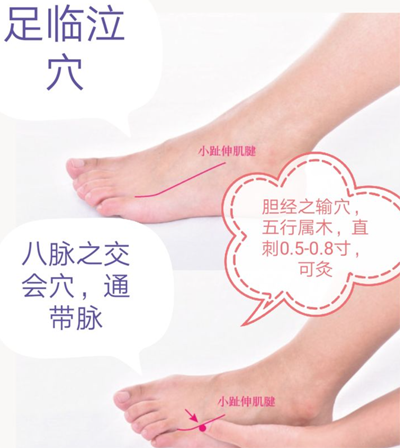 足临泣
穴
小趾伸肌腱
胆经之输穴，
五行属木，直
刺0.5-0.8寸，
可灸
八脉之交
会穴，通
带脉
小趾伸肌腱